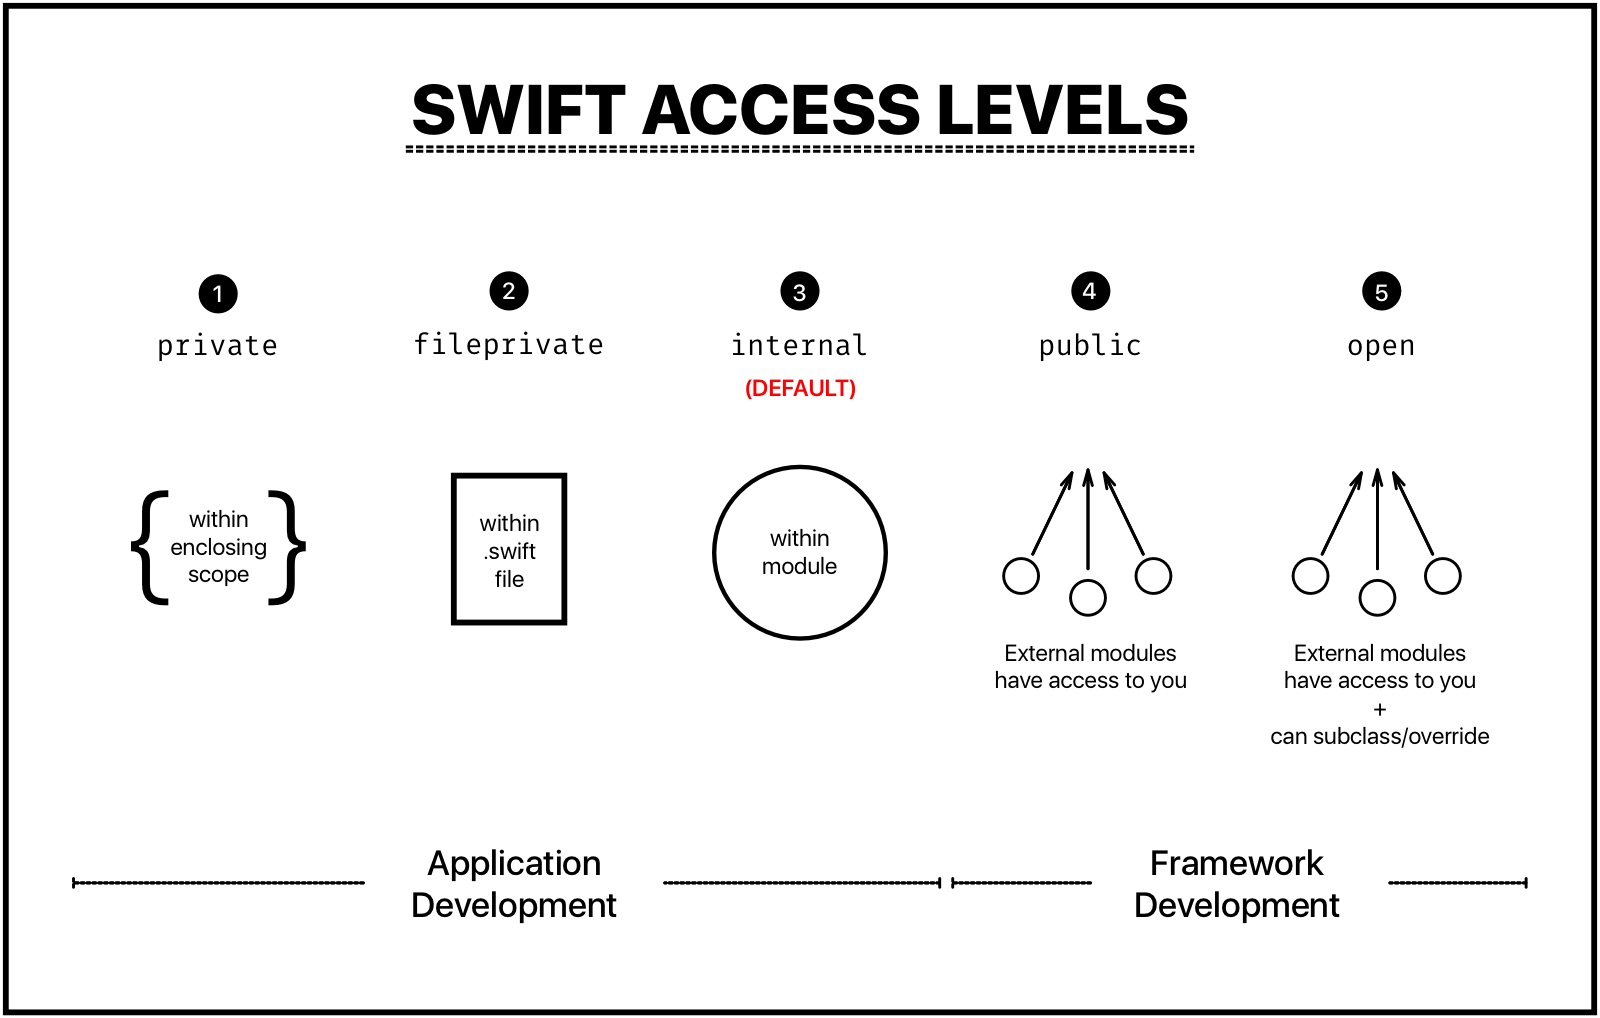 SWIFT ACCESS LEVELS
1
private
2
fileprivate
3
internal
(DEFAULT)
4
public
5
open
{ within
enclosing
scope }
within
.swift
file
within
module
External modules
have access to you
External modules
have access to you
+
can subclass/override
Application
Development
Framework
Development